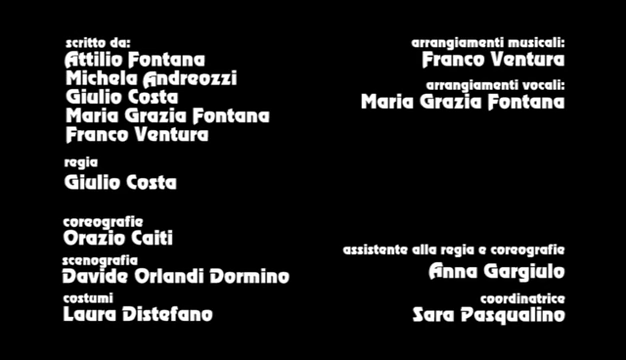 scritto da:
Attilio Fontana
Michela Andreozzi
Giulio Costa
Maria Grazia Fontana
Franco Ventura
regia
Giulio Costa
coreografie
Orazio Caiti
scenografia
Davide Orlandi Dormino
costumi
Laura Distefano
arrangiamenti musicali:
Franco Ventura
arrangiamenti vocali:
Maria Grazia Fontana
assistente alla regia e coreografie
Anna Gargiulo
coordinatrice
Sara Pasqualino